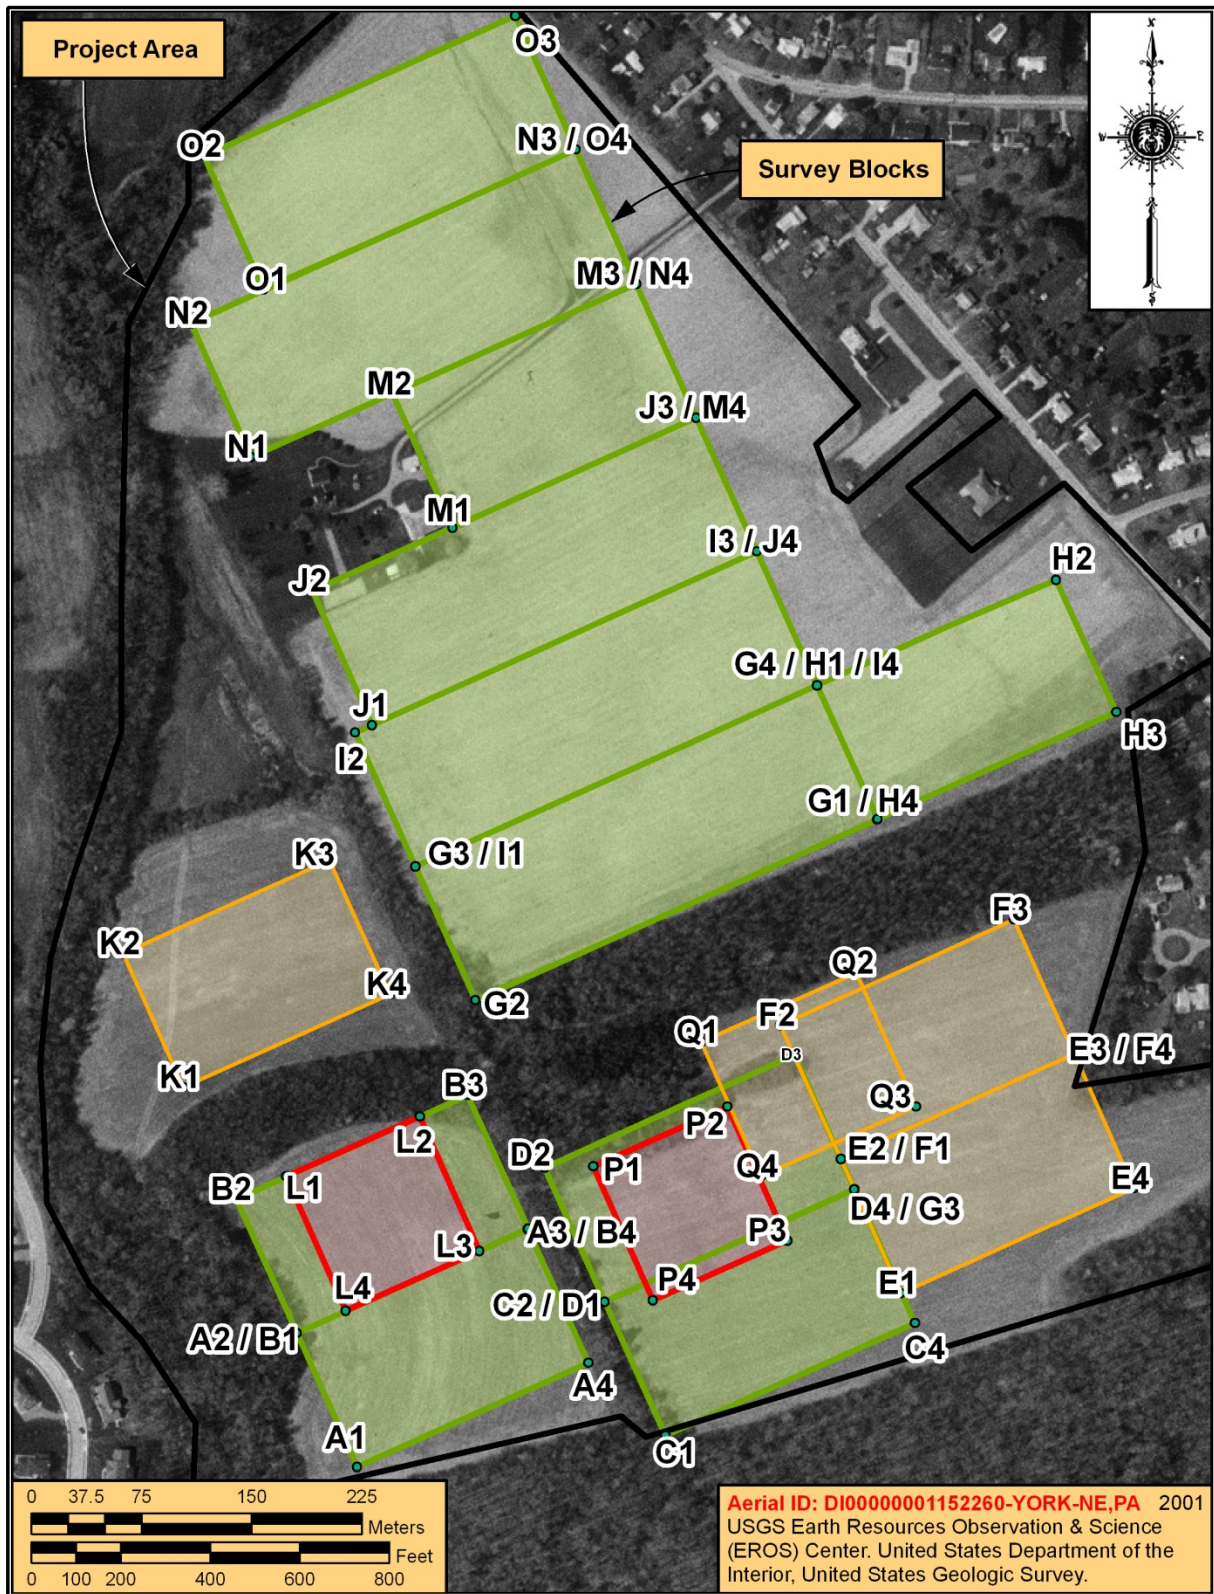 Project Area
O3
O2
N3 / O4
Survey Blocks
N
W
E
S
O1
M3 / N4
N2
M2
J3 / M4
N1
M1
I3 / J4
J2
H2
G4 / H1 / I4
J1
H3
I2
G1 / H4
K3
G3 / I1
F3
K2
Q2
K4
G2
F2
Q1
D3
E3 / F4
K1
B3
Q3
L2
P2
E2 / F1
D2
P1
Q4
E4
B2
L1
D4 / G3
A3 / B4
P3
L3
E1
P4
C2 / D1
L4
A2 / B1
C4
A4
A1
C1
0 37.5 75 150 225
Meters
Feet
0 100 200 400 600 800
Aerial ID: DI00000001152260-YORK-NE,PA 2001
USGS Earth Resources Observation & Science
(EROS) Center. United States Department of the
Interior, United States Geologic Survey.